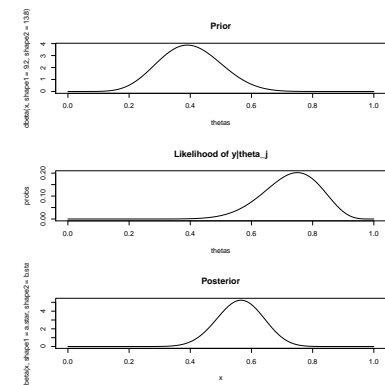 Prior
dbeta(x, shape1 = 9.2, shape2 = 13.8)
0 1 2 3 4
0.0 0.2 0.4 0.6 0.8 1.0
thetas
Likelihood of y|theta_j
probs
0.00 0.10 0.20
0.0 0.2 0.4 0.6 0.8 1.0
thetas
Posterior
beta(x, shape1 = a.star, shape2 = b.sta
0 2 4
0.0 0.2 0.4 0.6 0.8 1.0
x